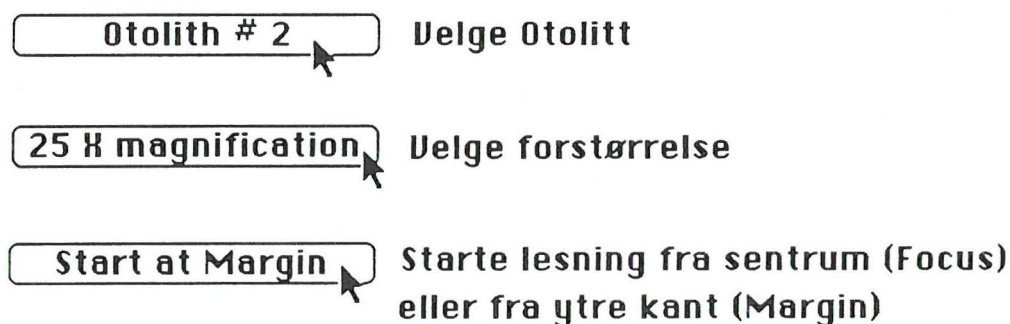 Otolith # 2 Velge Otolitt
25 X magnification Velge forstørrelse
Start at Margin Starte lesning fra sentrum (Focus)
eller fra ytre kant (Margin)